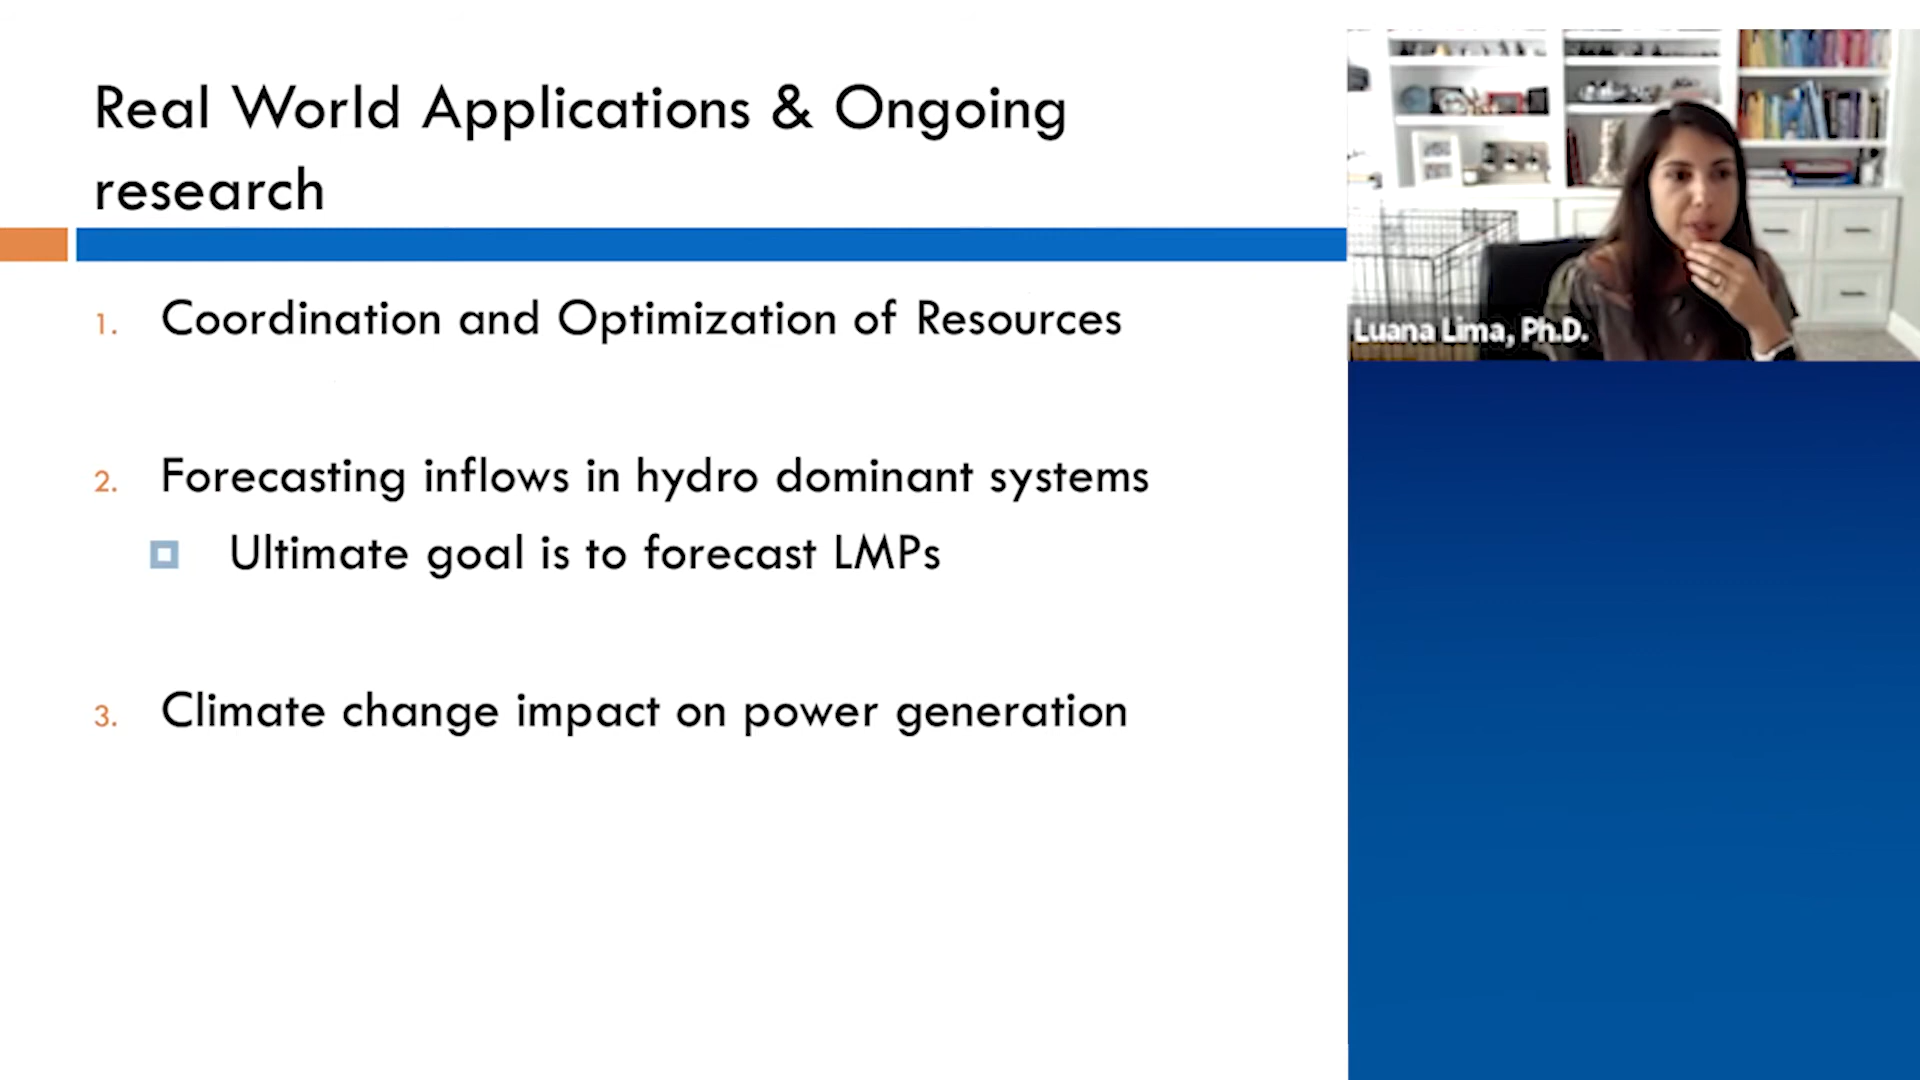 Real World Applications & Ongoing
research
1. Coordination and Optimization of Resources
2. Forecasting inflows in hydro dominant systems
Ultimate goal is to forecast LMPs
3. Climate change impact on power generation
Luana Lima, Ph.D.